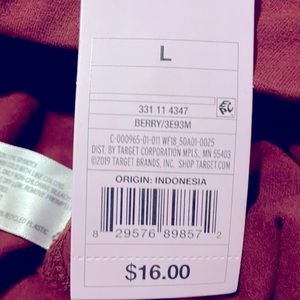 L
331 11 4347
BERRY/3E93M
C-000965-01-011 WF18 50A01-0025
DIST. BY TARGET CORPORATION MPLS, MN 55403
©2019 TARGET BRANDS, INC. SHOP TARGET.COM
ORIGIN: INDONESIA
8 29576 89857 2
$16.00
PLASTIC